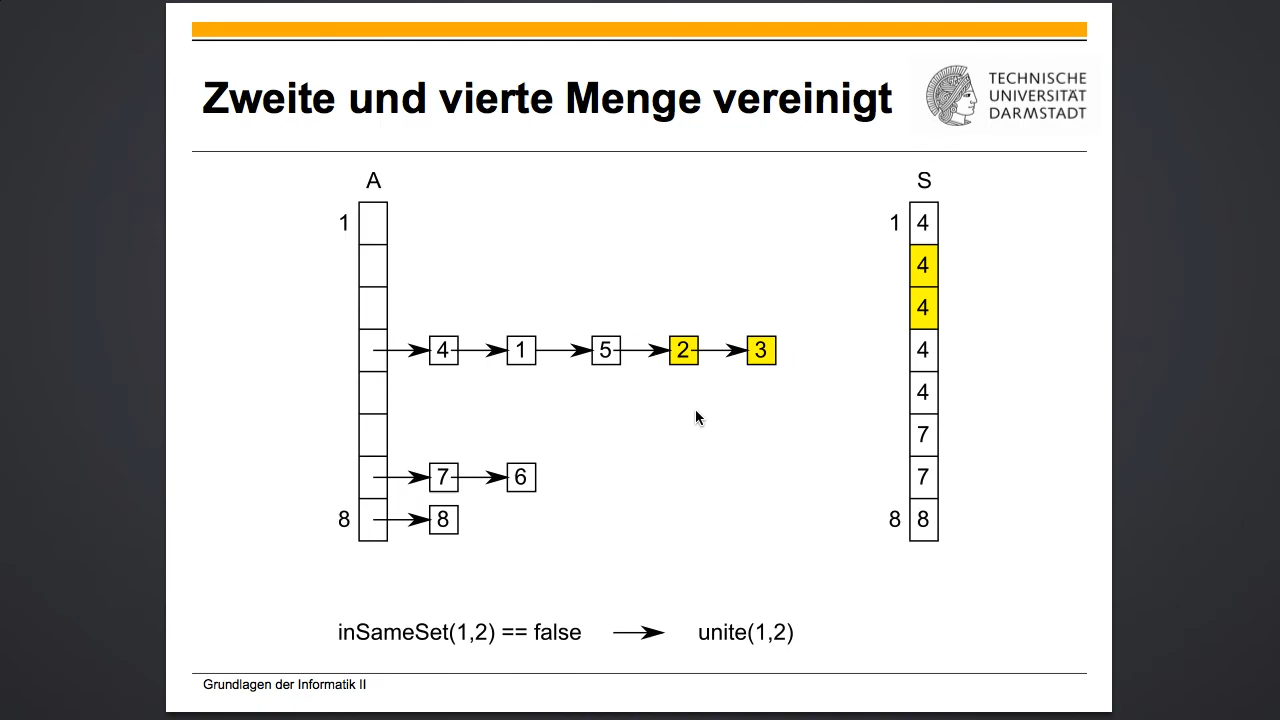 Zweite und vierte Menge vereinigt
TECHNISCHE
UNIVERSITÄT
DARMSTADT
A
S
1
1 4
4
4
4 1 5 2 3
4
4
7
7 6
7
8 8
8 8
inSameSet(1,2) == false unite(1,2)
Grundlagen der Informatik II